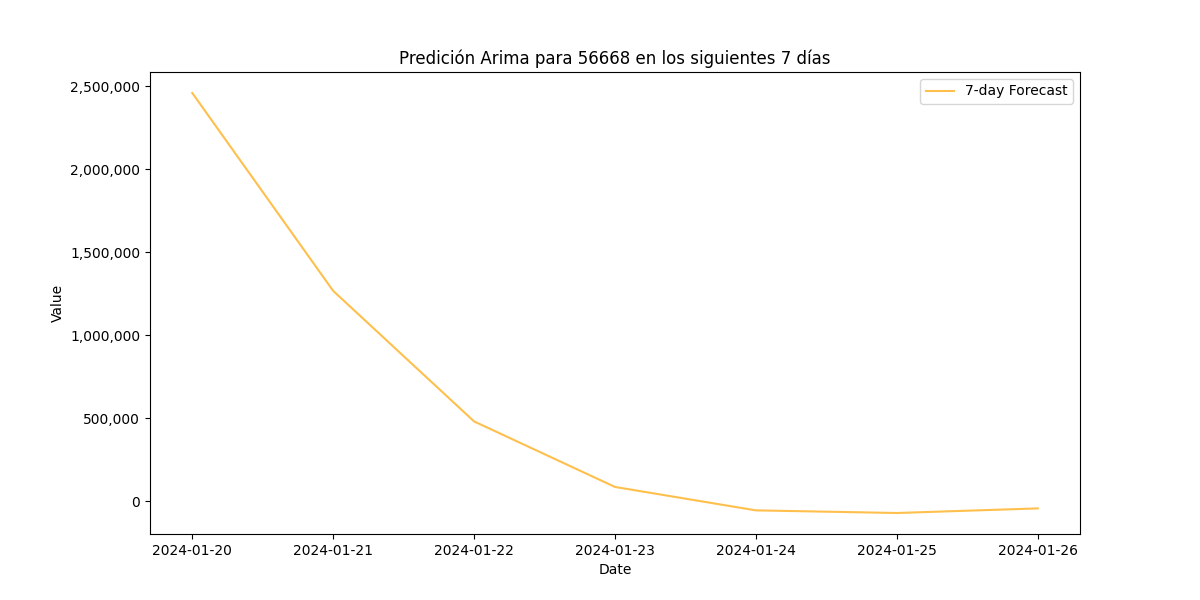 Predición Arima para 56668 en los siguientes 7 días
7-day Forecast
Value
2,500,000
2,000,000
1,500,000
1,000,000
500,000
0
2024-01-20 2024-01-21 2024-01-22 2024-01-23 2024-01-24 2024-01-25 2024-01-26
Date